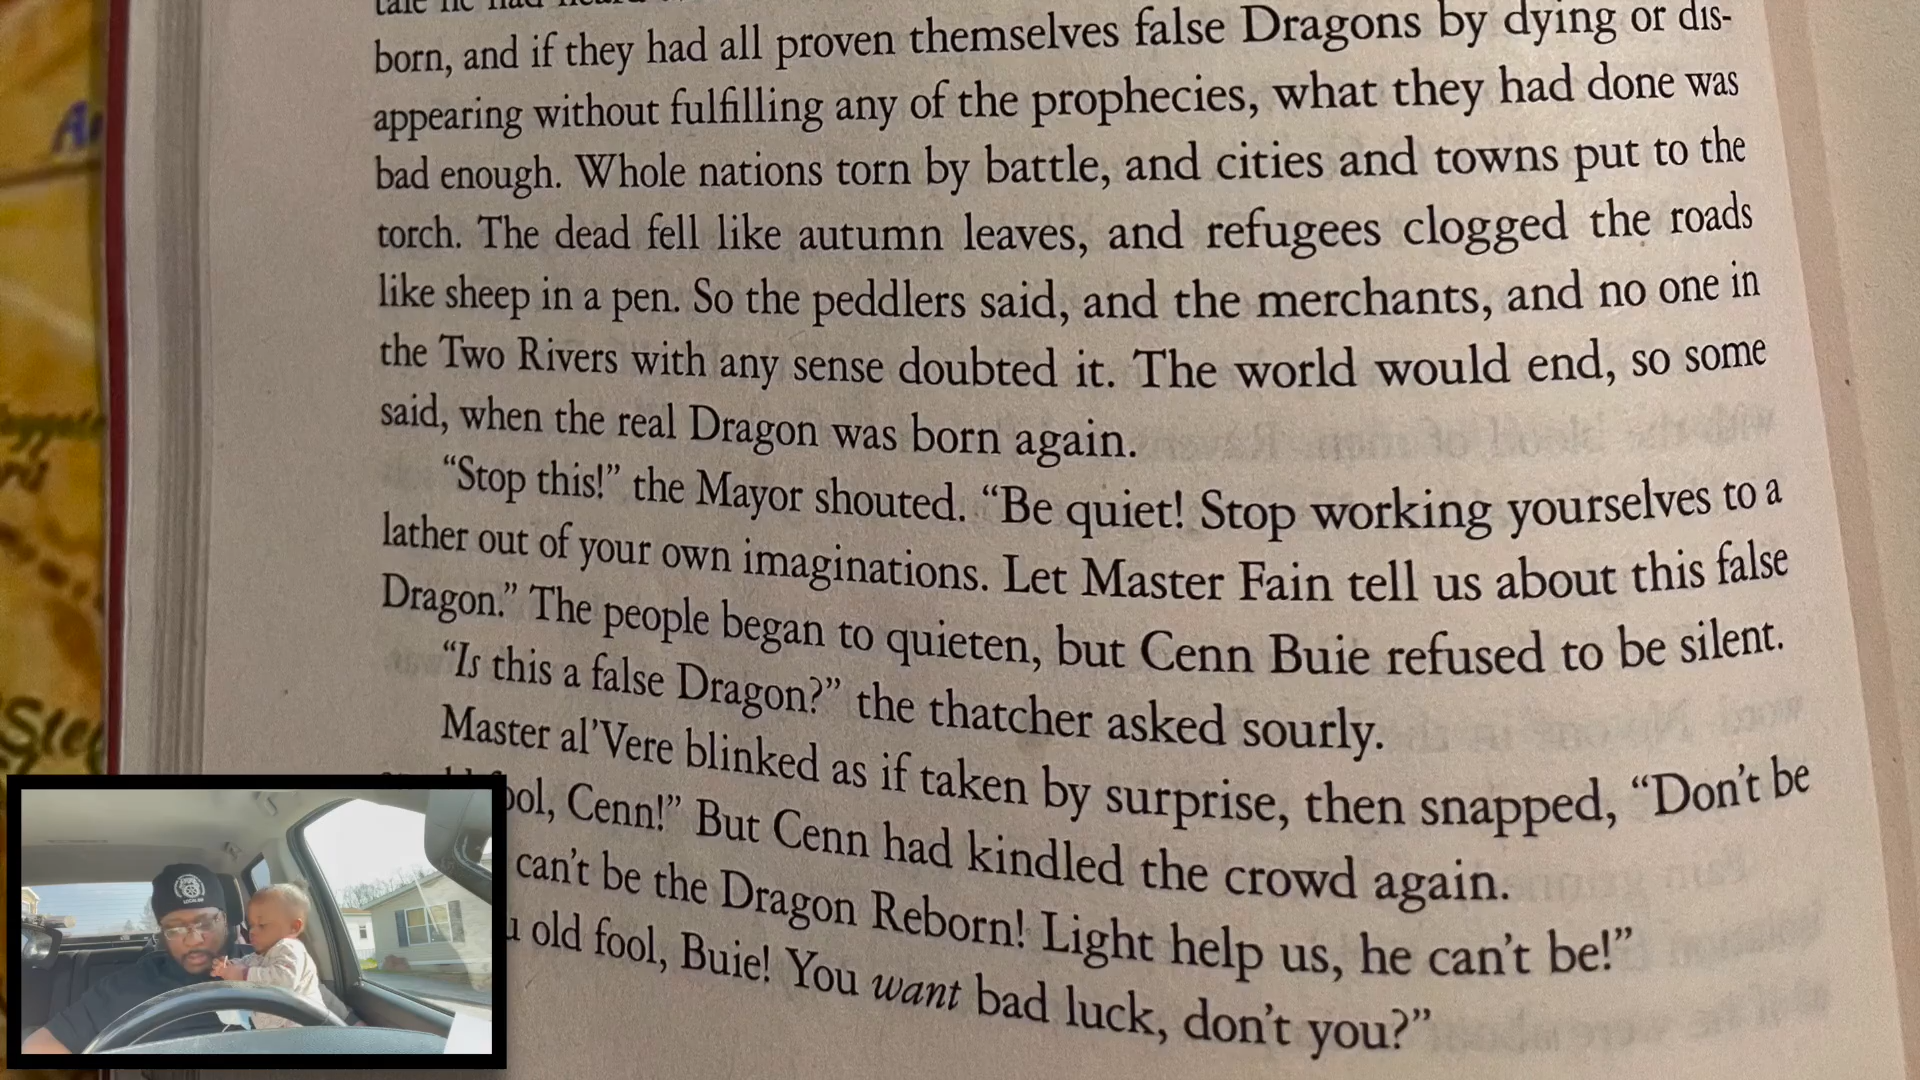 born, and if they had all proven themselves false Dragons by dying or dis-
appearing without fulfilling any of the prophecies, what they had done was
bad enough. Whole nations torn by battle, and cities and towns put to the
torch. The dead fell like autumn leaves, and refugees clogged the roads
like sheep in a pen. So the peddlers said, and the merchants, and no one in
the Two Rivers with any sense doubted it. The world would end, so some
said, when the real Dragon was born again.
“Stop this!” the Mayor shouted. “Be quiet! Stop working yourselves to a
lather out of your own imaginations. Let Master Fain tell us about this false
Dragon.” The people began to quieten, but Cenn Buie refused to be silent.
“Is this a false Dragon?” the thatcher asked sourly.
Master al’Vere blinked as if taken by surprise, then snapped, “Don’t be
Cenn!” But Cenn had kindled the crowd again.
can’t be the Dragon Reborn! Light help us, he can’t be!”
old fool, Buie! You want bad luck, don’t you?”